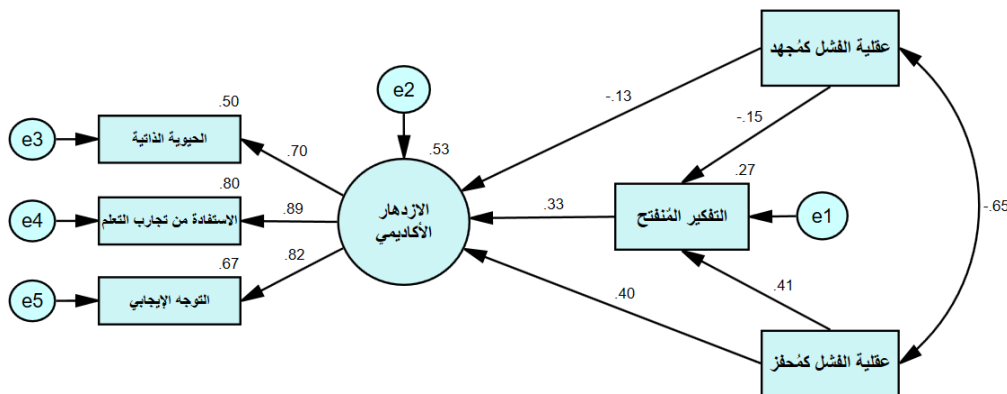 عقلية الفشل كمُجهد
-.13
-.15
-.65
e2
.53
.50
e3
الحيوية الذاتية
.70
.80
e4
الاستفادة من تجارب التعلم
.89
الازدهار
الأكاديمي
.33
.27
التفكير المُنفتح
e1
.67
e5
التوجه الإيجابي
.82
.40
.41
عقلية الفشل كمُحفز